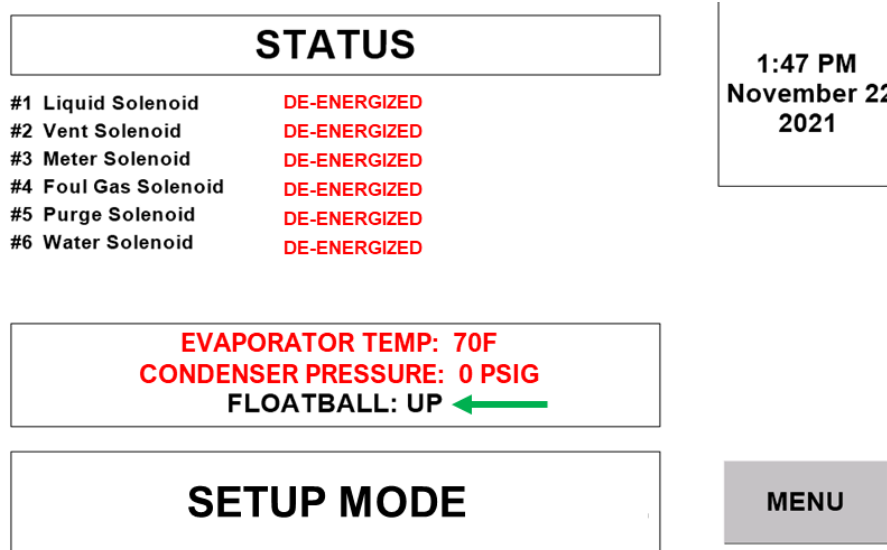 STATUS
1:47 PM
November 22
2021
#1 Liquid Solenoid DE-ENERGIZED
#2 Vent Solenoid DE-ENERGIZED
#3 Meter Solenoid DE-ENERGIZED
#4 Foul Gas Solenoid DE-ENERGIZED
#5 Purge Solenoid DE-ENERGIZED
#6 Water Solenoid DE-ENERGIZED
EVAPORATOR TEMP: 70F
CONDENSER PRESSURE: 0 PSIG
FLOATBALL: UP
SETUP MODE
MENU